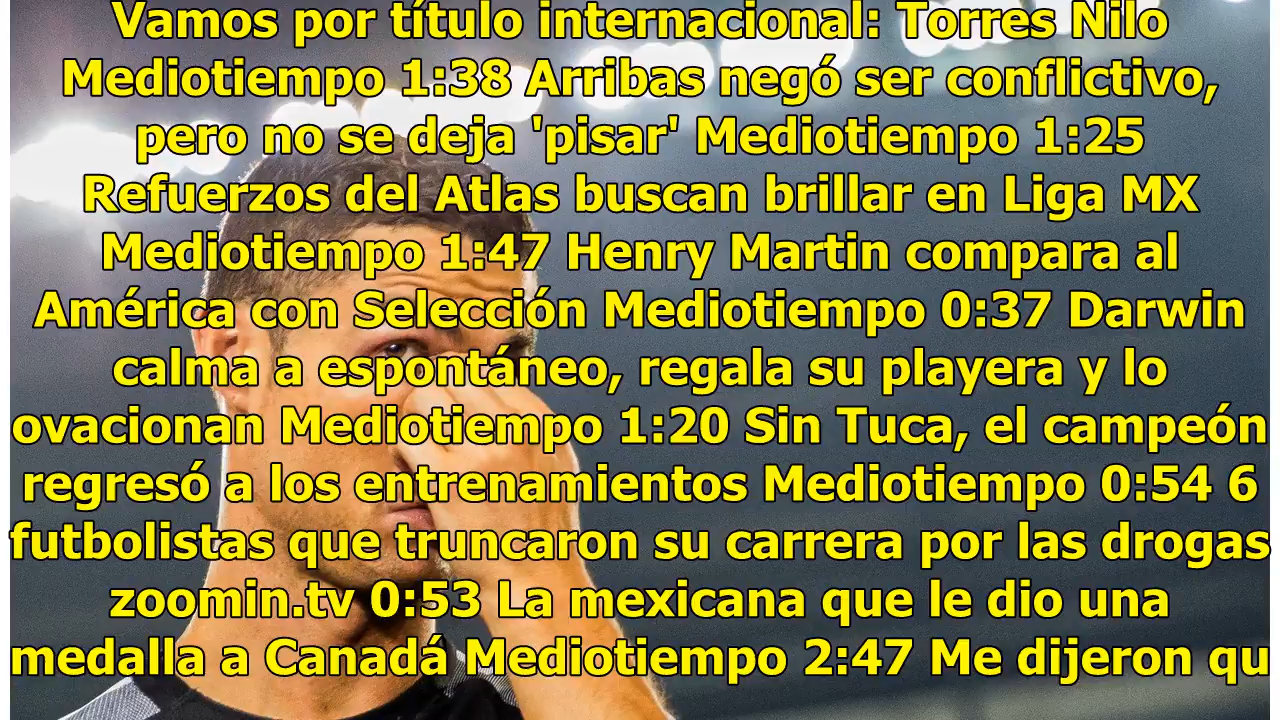 Vamos por título internacional: Torres Nilo
Mediotiempo 1:38 Arribas negó ser conflictivo,
pero no se deja 'pisar' Mediotiempo 1:25
Refuerzos del Atlas buscan brillar en Liga MX
Mediotiempo 1:47 Henry Martin compara al
América con Selección Mediotiempo 0:37 Darwin
calma a espontáneo, regala su playera y lo
ovacionan Mediotiempo 1:20 Sin Tuca, el campeón
regresó a los entrenamientos Mediotiempo 0:54 6
futbolistas que truncaron su carrera por las drogas
zoomin.tv 0:53 La mexicana que le dio una
medalla a Canadá Mediotiempo 2:47 Me dijeron qu